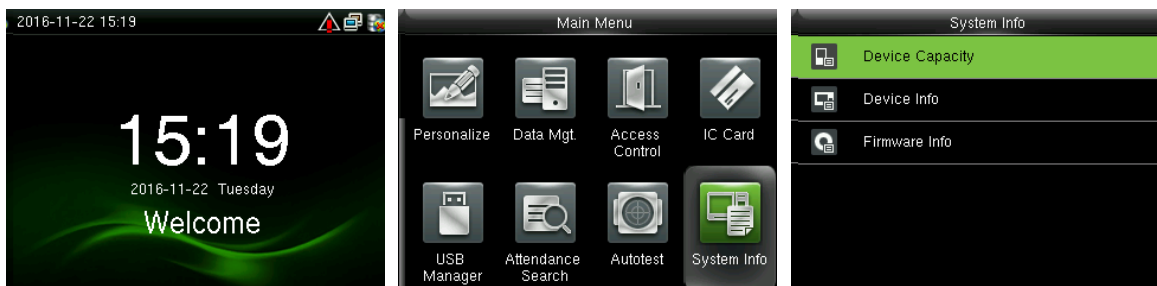 2016-11-22 15:19
15:19
2016-11-22 Tuesday
Welcome
Main Menu
Personalize
Data Mgt.
Access
Control
IC Card
USB
Manager
Attendance
Search
Autotest
System Info
System Info
Device Capacity
Device Info
Firmware Info